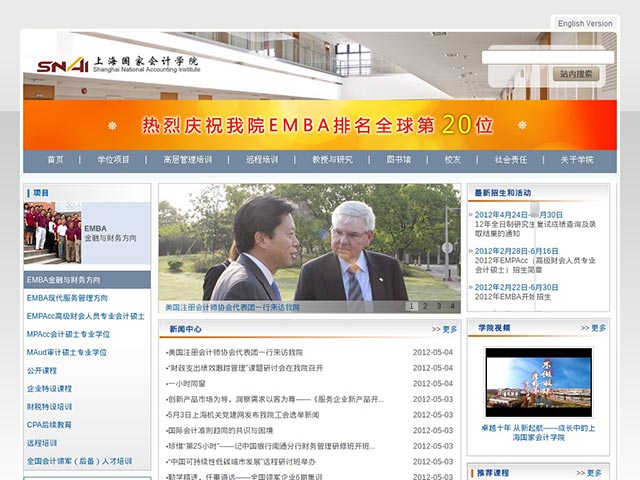 English Version
SNAI 上海国家会计学院
Shanghai National Accounting Institute
站内搜索
热烈庆祝我院EMBA排名全球第20位
首页 | 学位项目 | 高层管理培训 | 远程培训 | 教授与研究 | 图书馆 | 校友 | 社会责任 | 关于学院
项目
EMBA
金融与财务方向
EMBA金融与财务方向
EMBA现代服务管理方向
EMPAcc高级财会人员专业会计硕士
MPAcc会计硕士专业学位
MAud审计硕士专业学位
公开课程
企业特设课程
财税特设培训
CPA后续教育
远程培训
全国会计领军（后备）人才培训
美国注册会计师协会代表团一行来访我院
1 2 3 4
新闻中心 >> 更多
•美国注册会计师协会代表团一行来访我院 2012-05-04
•“财政支出绩效跟踪管理”课题研讨会在我院召开 2012-05-04
•一小时同窗 2012-05-04
•创新产品市场为导，洞察需求以客为尊——《服务企业新产品开... 2012-05-03
•5月3日上海机关党建网发布我院工会选举新闻 2012-05-03
•国际会计准则趋同的共识与困境 2012-05-03
•珍惜“第25小时”——记中国银行南通分行财务管理研修班开班... 2012-05-03
•“中国可持续性低碳城市发展”远程研讨班举办 2012-05-03
•勤学精进，任重道远——全国领军企业6期集训 2012-05-03
最新招生和活动
2012年4月24日- 月30日
12年全日制研究生复试成绩查询及录取结果的通知
2012年2月28日-6月16日
2012年EMPAcc（高级财会人员专业会计硕士）招生简章
2012年2月22日-6月30日
2012年EMBA开始招生
学院视频 >> 更多
卓越十年 从新起航——成长中的上海国家会计学院
推荐课程 >> 更多